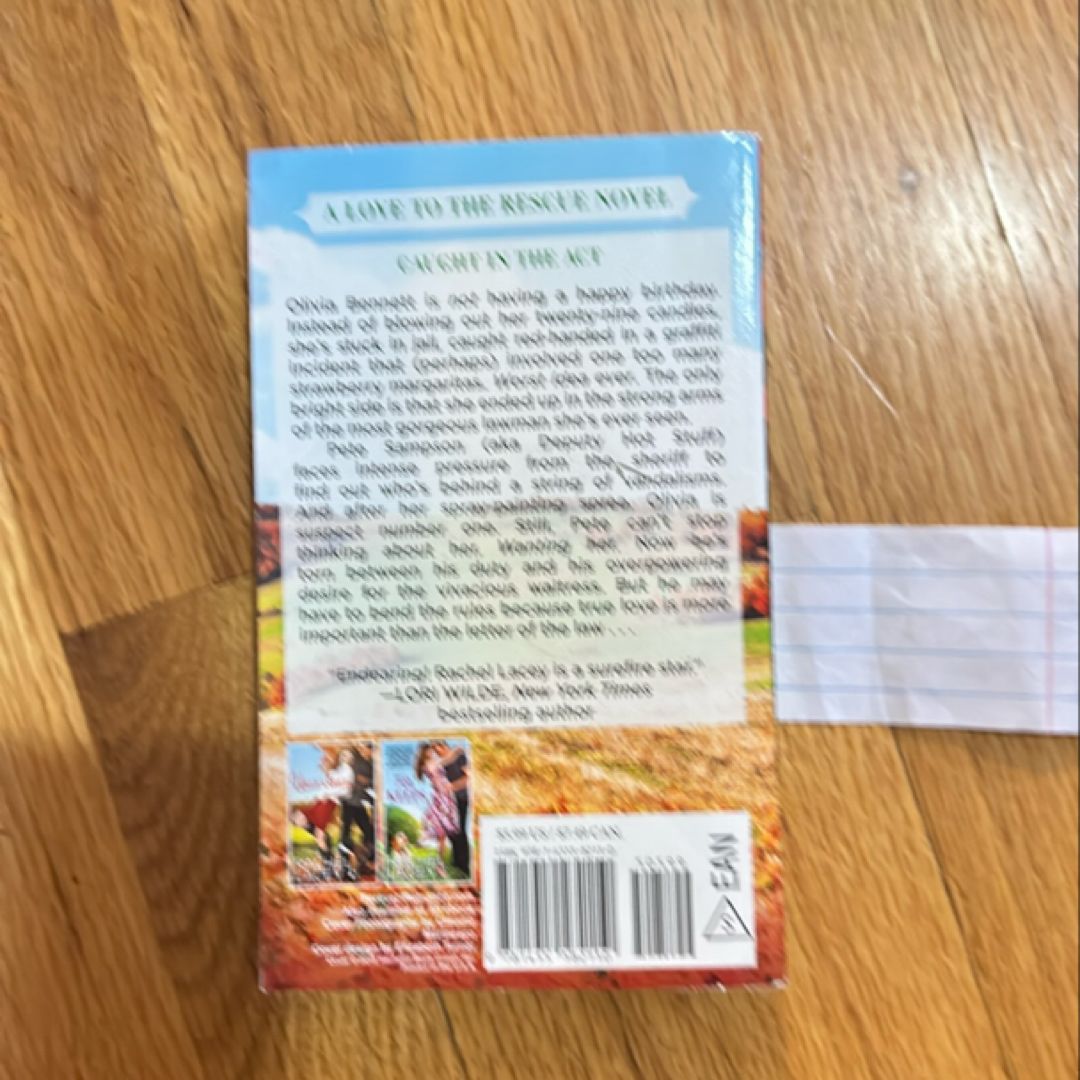 A LOVE TO THE RESCUE NOVEL
CAUGHT IN THE ACT
Olivia Bennett is not having a happy birthday.
Instead of blowing out her twenty-nine candles,
she's stuck in jail, caught red-handed in a graffiti
incident that (perhaps) involved one too many
strawberry margaritas. Worst idea ever. The only
bright side is that she ended up in the strong arms
of the most gorgeous lawman she's ever seen.
Pete Sampson (aka Deputy Hot Stuff)
faces intense pressure from the sheriff to
find out who's behind a string of vandalisms.
And after her spray-painting spree, Olivia is
suspect number one. Still, Pete can't stop
thinking about her. Wanting her. Now he's
torn between his duty and his overpowering
desire for the vivacious waitress. But he may
have to bend the rules because true love is more
important than the letter of the law . . .
"Endearing! Rachel Lacey is a surefire star."
—LORI WILDE, New York Times
bestselling author
EAN